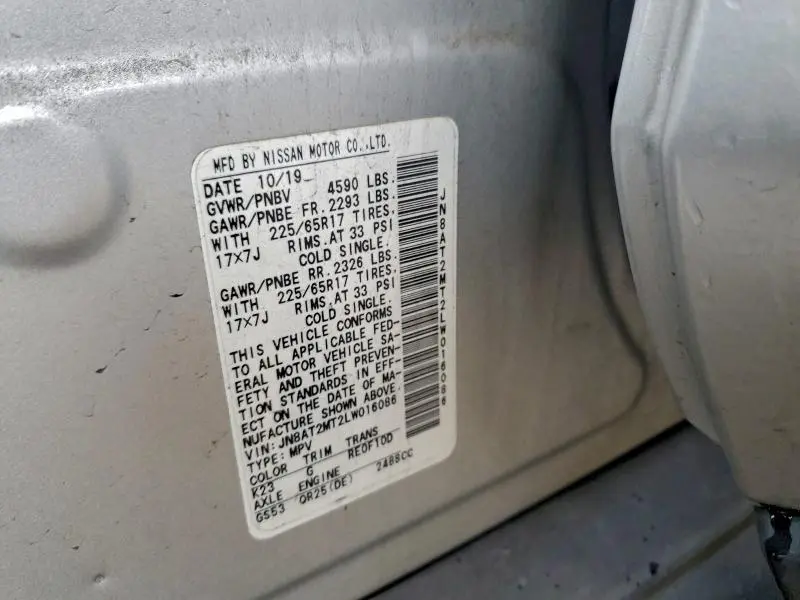 MFD BY NISSAN MOTOR CO.,LTD.
DATE 10/19
GVWR/PNBV 4590 LBS.
GAWR/PNBE FR. 2293 LBS.
WITH 225/65R17 TIRES,
17X7J RIMS.AT 33 PSI
COLD SINGLE.
GAWR/PNBE RR. 2326 LBS.
WITH 225/65R17 TIRES,
17X7J RIMS.AT 33 PSI
COLD SINGLE.
THIS VEHICLE CONFORMS
TO ALL APPLICABLE FED-
ERAL MOTOR VEHICLE SA-
FETY AND THEFT PREVEN-
TION STANDARDS IN EFF-
ECT ON THE DATE OF MA-
NUFACTURE SHOWN ABOVE.
VIN: JN8AT2MT2LW016086
TYPE: MPV
COLOR TRIM TRANS
K23 G RE0F10D
AXLE ENGINE
GS53 QR25(DE) 2488CC
JN8AT2MT2LW016086